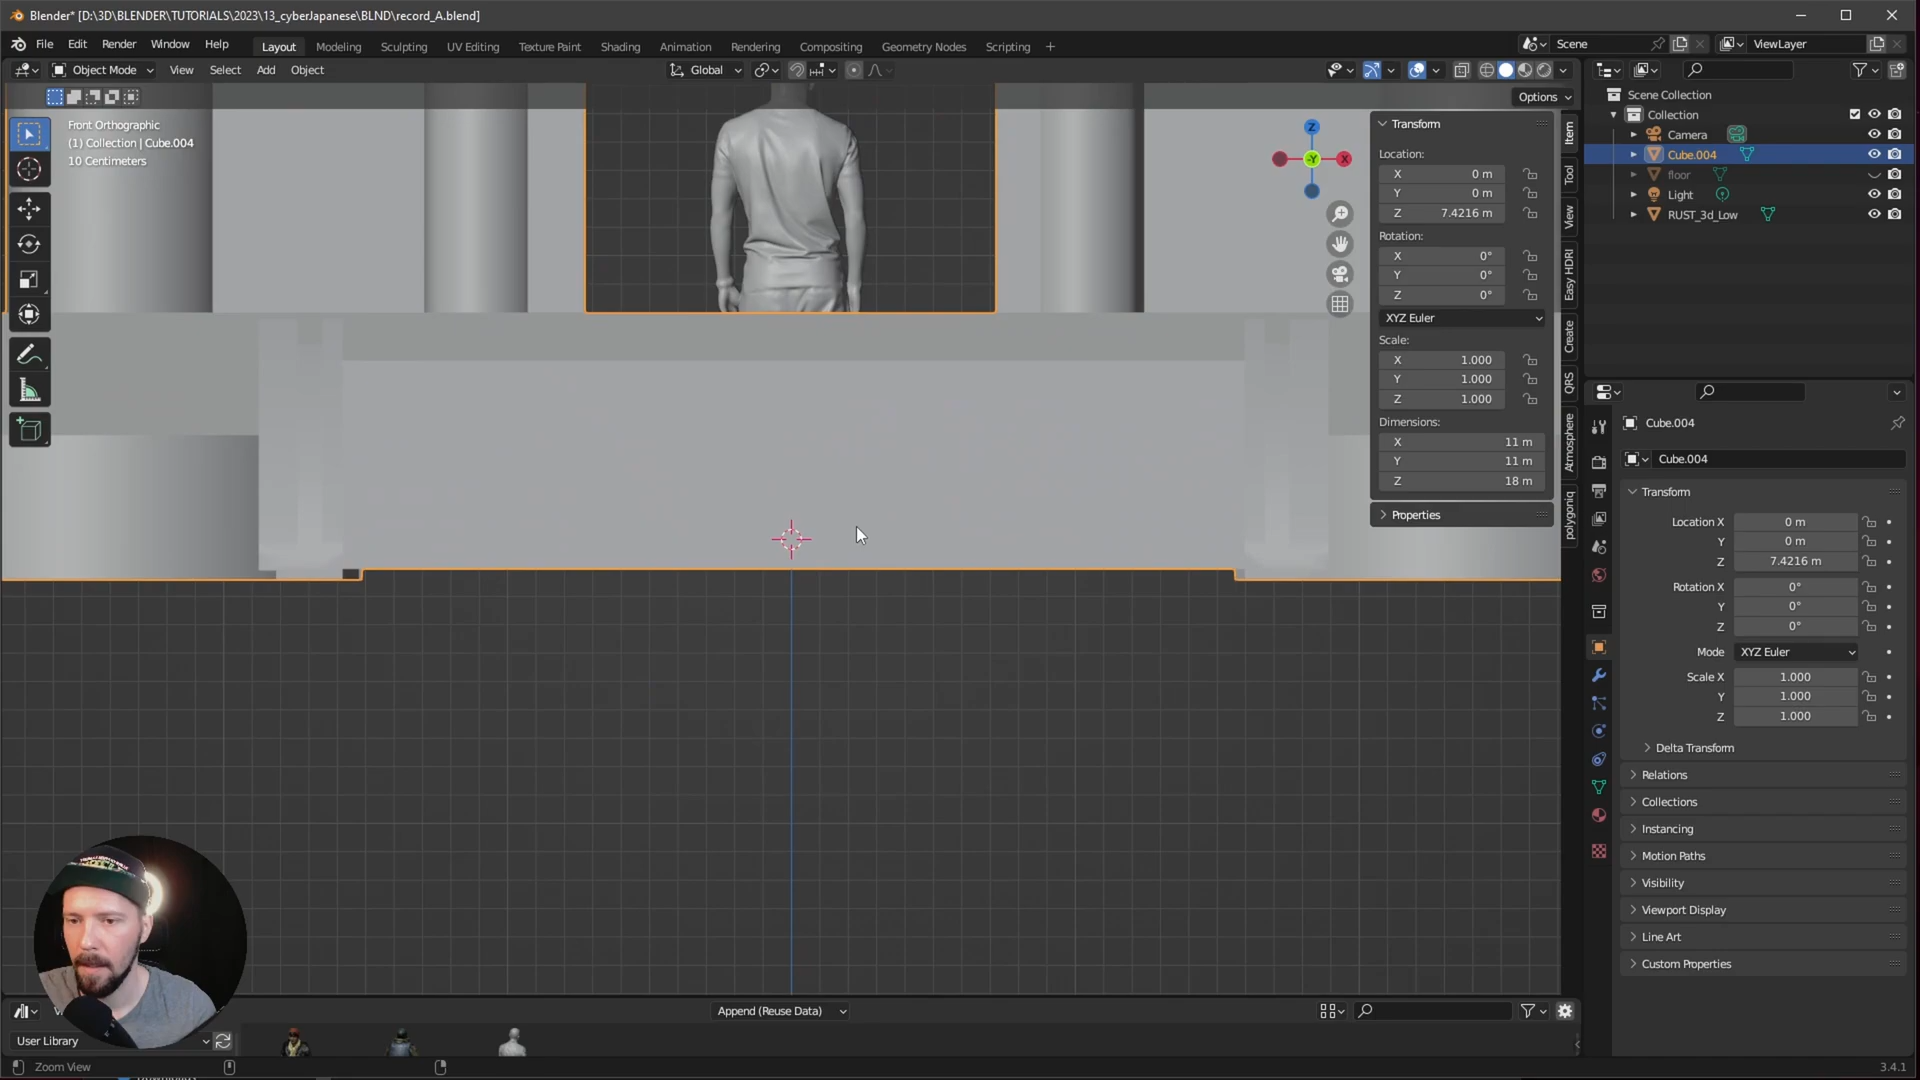 Blender* [D:\3D\BLENDER\TUTORIALS\2023\13_cyberJapanese\BLND\record_A.blend]
File Edit Render Window Help Layout Modeling Sculpting UV Editing Texture Paint Shading Animation Rendering Compositing Geometry Nodes Scripting + Scene ViewLayer
Object Mode View Select Add Object Global
Options
Front Orthographic
(1) Collection | Cube.004
10 Centimeters
Z
X
-Y
Transform
Location:
X 0 m
Y 0 m
Z 7.4216 m
Rotation:
X 0°
Y 0°
Z 0°
XYZ Euler
Scale:
X 1.000
Y 1.000
Z 1.000
Dimensions:
X 11 m
Y 11 m
Z 18 m
Properties
Item
Tool
View
Easy HDRI
Create
QRS
Atmosphere
polygoniq
Scene Collection
Collection
Camera
Cube.004
floor
Light
RUST_3d_Low
Cube.004
Cube.004
Transform
Location X 0 m
Y 0 m
Z 7.4216 m
Rotation X 0°
Y 0°
Z 0°
Mode XYZ Euler
Scale X 1.000
Y 1.000
Z 1.000
Delta Transform
Relations
Collections
Instancing
Motion Paths
Visibility
Viewport Display
Line Art
Custom Properties
Append (Reuse Data)
User Library
Zoom View
3.4.1